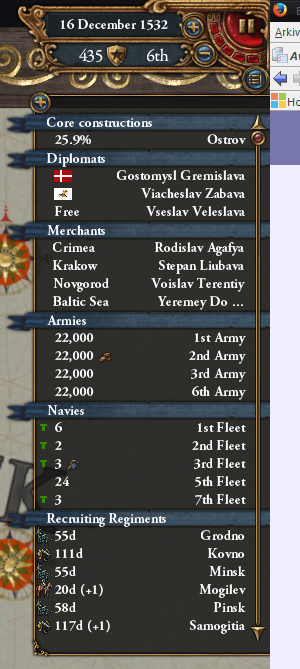 16 December 1532
435 6th
Arkiv
Core constructions
25.9% Ostrov
Diplomats
Gostomysl Gremislava
Viacheslav Zabava
Free Vseslav Veleslava
Merchants
Crimea Rodislav Agafya
Krakow Stepan Liubava
Novgorod Voislav Terentiy
Baltic Sea Yeremey Do ...
Armies
22,000 1st Army
22,000 2nd Army
22,000 3rd Army
22,000 6th Army
Navies
6 1st Fleet
2 2nd Fleet
3 3rd Fleet
24 5th Fleet
3 7th Fleet
Recruiting Regiments
55d Grodno
111d Kovno
55d Minsk
20d (+1) Mogilev
58d Pinsk
117d (+1) Samogitia